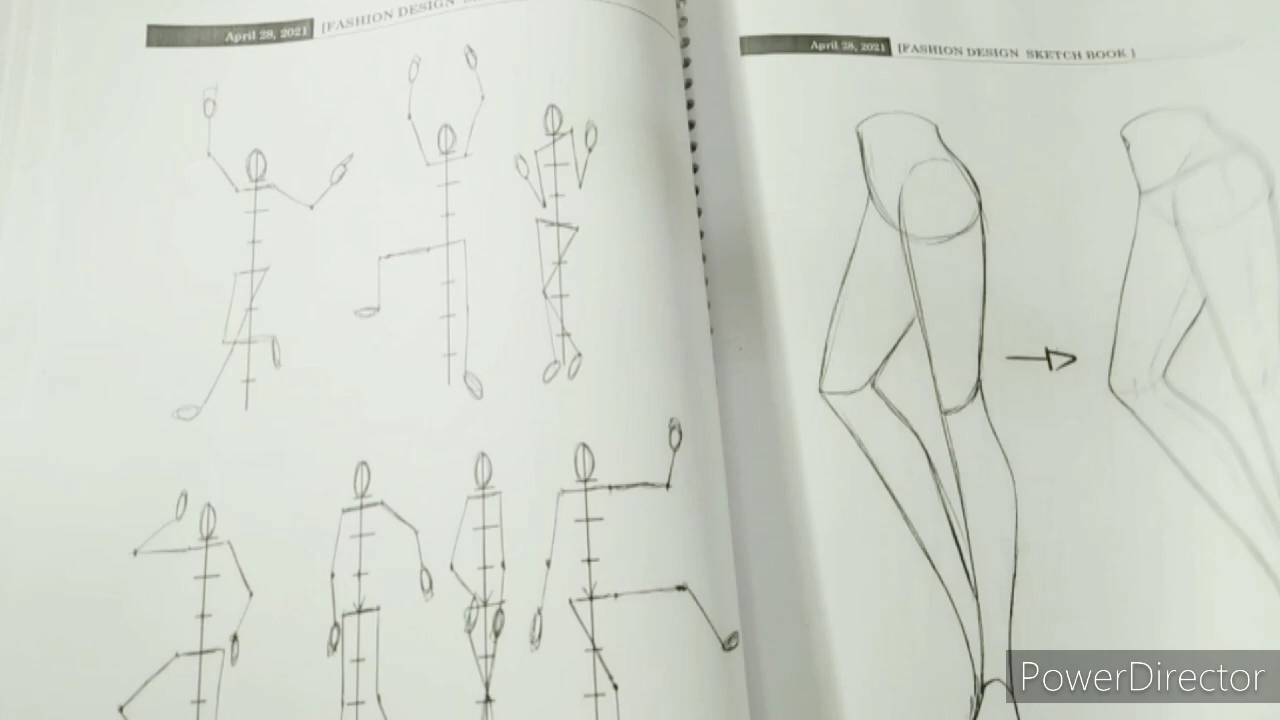 April 28, 2021 [FASHION DESIGN
April 28, 2021 [FASHION DESIGN SKETCH BOOK ]
PowerDirector